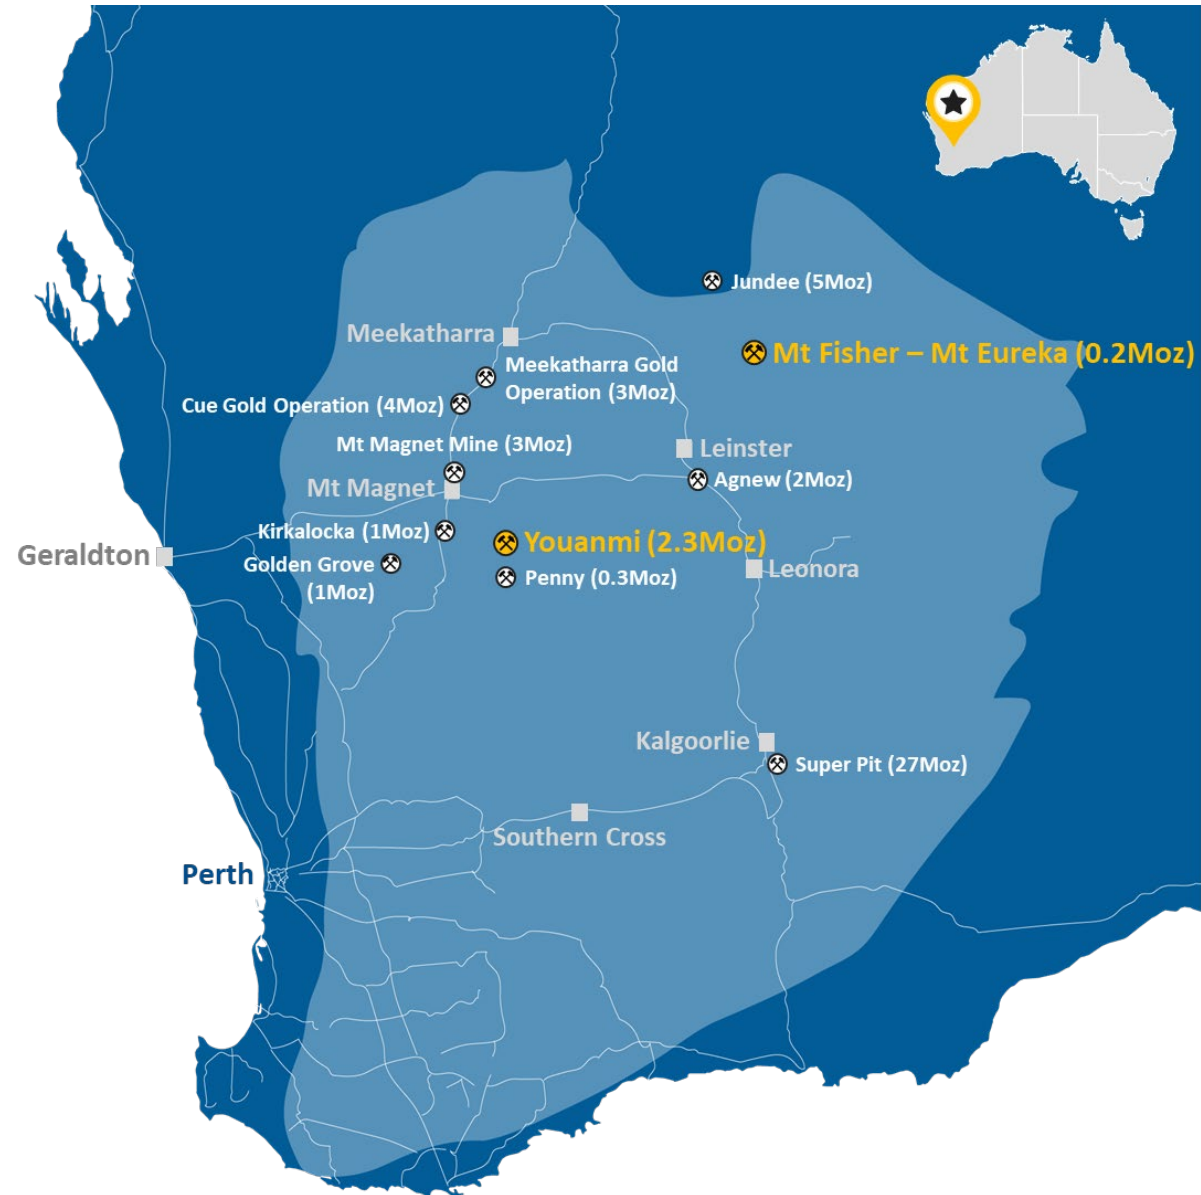 Jundee (5Moz)
Meekatharra
Mt Fisher – Mt Eureka (0.2Moz)
Meekatharra Gold
Operation (3Moz)
Cue Gold Operation (4Moz)
Mt Magnet Mine (3Moz)
Leinster
Agnew (2Moz)
Mt Magnet
Kirkalocka (1Moz)
Youanmi (2.3Moz)
Geraldton
Golden Grove
(1Moz)
Leonora
Penny (0.3Moz)
Kalgoorlie
Super Pit (27Moz)
Southern Cross
Perth